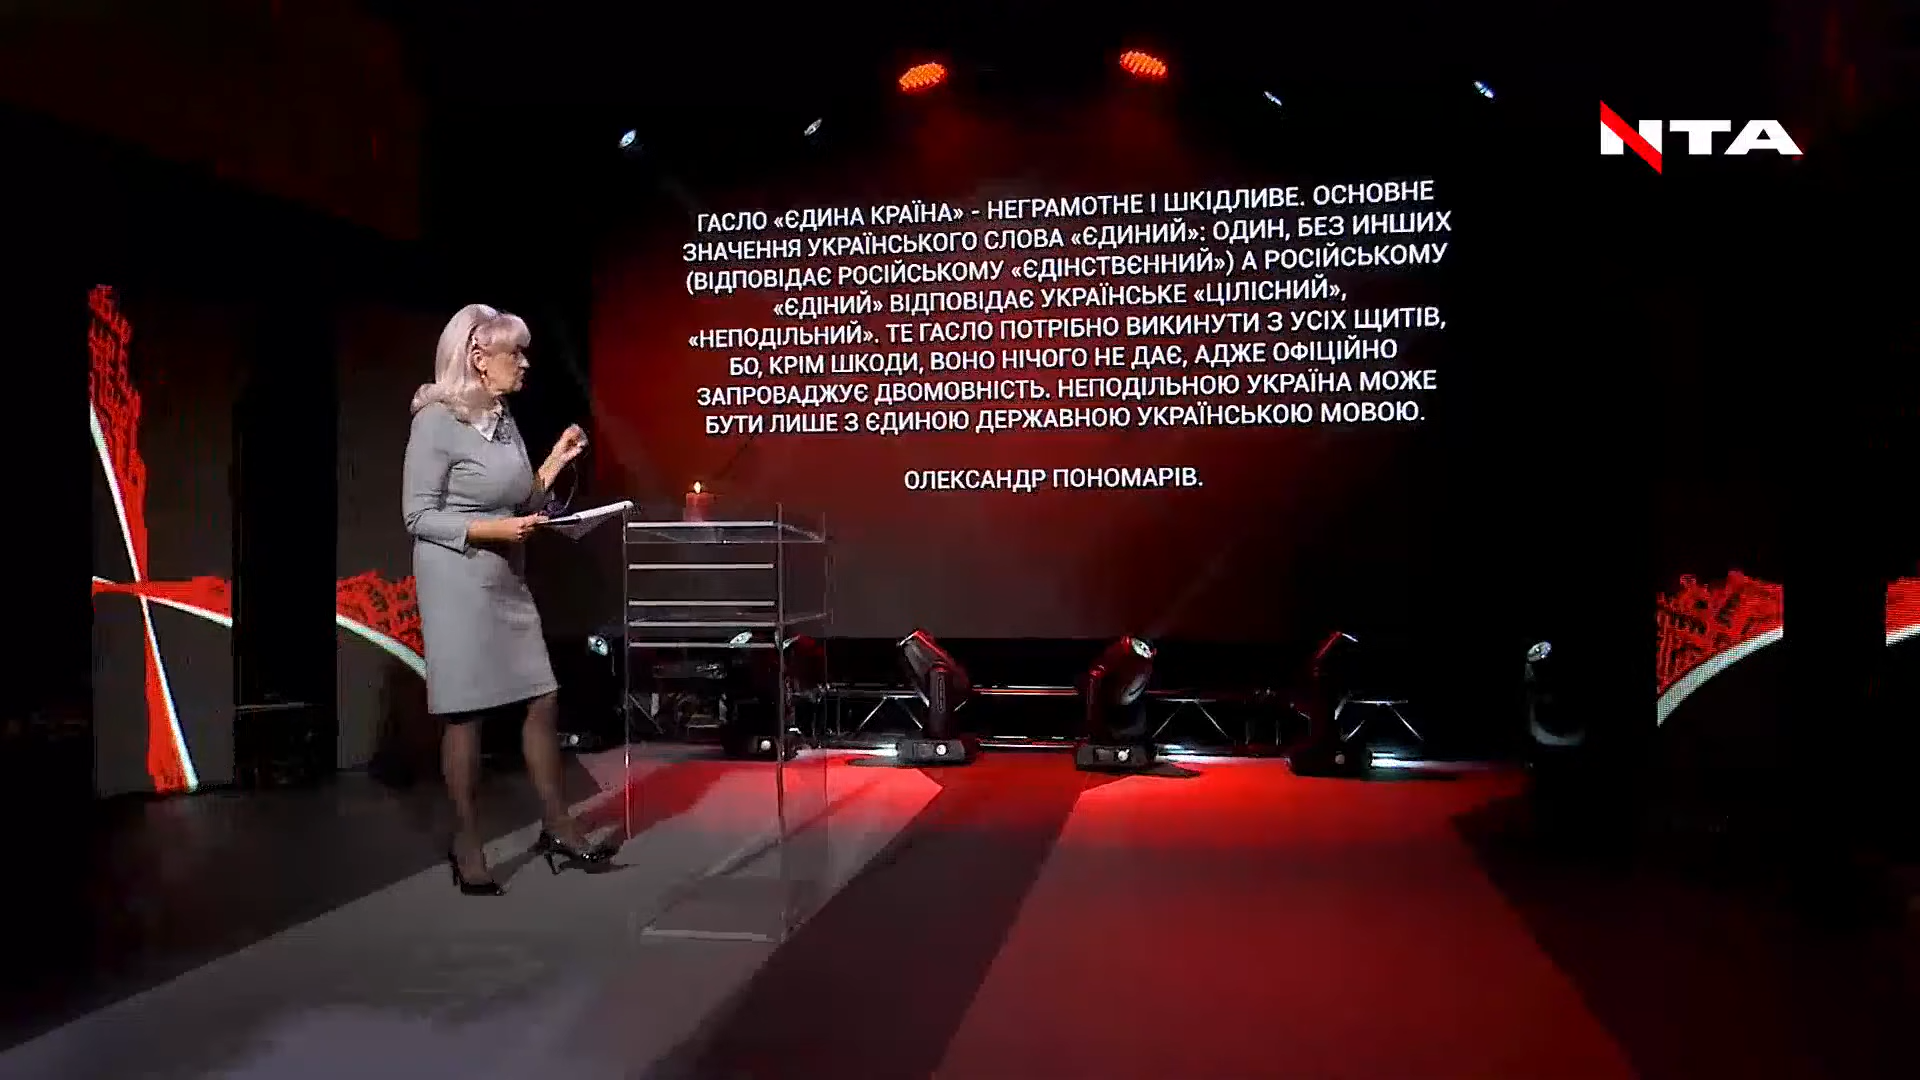 NTA
ГАСЛО «ЄДИНА КРАЇНА» - НЕГРАМОТНЕ І ШКІДЛИВЕ. ОСНОВНЕ
ЗНАЧЕННЯ УКРАЇНСЬКОГО СЛОВА «ЄДИНИЙ»: ОДИН, БЕЗ ИНШИХ
(ВІДПОВІДАЄ РОСІЙСЬКОМУ «ЄДІНСТВЄННИЙ») А РОСІЙСЬКОМУ
«ЄДІНИЙ» ВІДПОВІДАЄ УКРАЇНСЬКЕ «ЦІЛІСНИЙ»,
«НЕПОДІЛЬНИЙ». ТЕ ГАСЛО ПОТРІБНО ВИКИНУТИ З УСІХ ЩИТІВ,
БО, КРІМ ШКОДИ, ВОНО НІЧОГО НЕ ДАЄ, АДЖЕ ОФІЦІЙНО
ЗАПРОВАДЖУЄ ДВОМОВНІСТЬ. НЕПОДІЛЬНОЮ УКРАЇНА МОЖЕ
БУТИ ЛИШЕ З ЄДИНОЮ ДЕРЖАВНОЮ УКРАЇНСЬКОЮ МОВОЮ.
ОЛЕКСАНДР ПОНОМАРІВ.